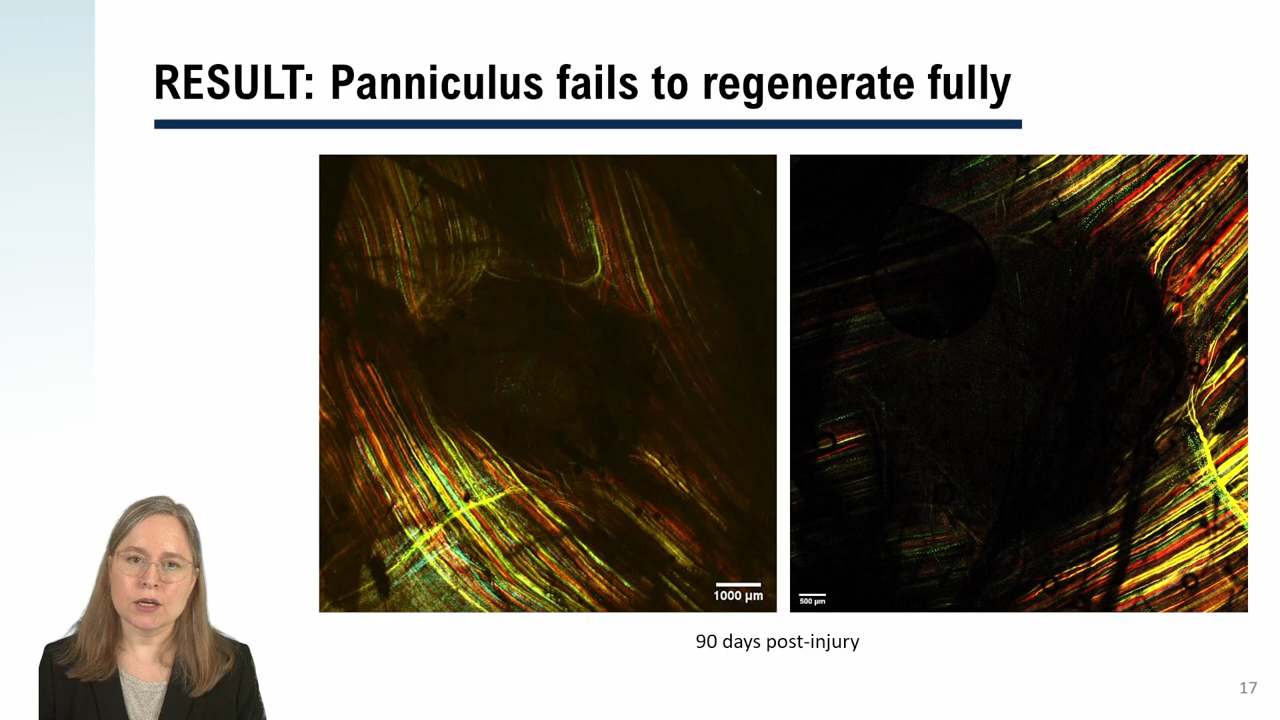 RESULT: Panniculus fails to regenerate fully
1000 µm
500 µm
90 days post-injury
17